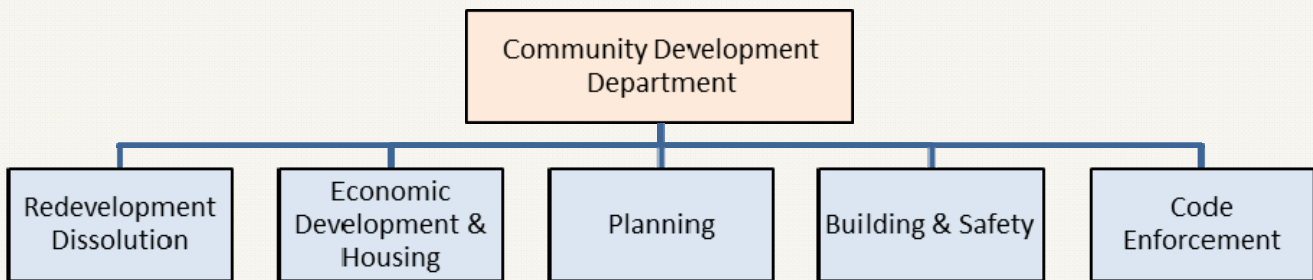 Community Development
Department
Redevelopment
Dissolution
Economic
Development &
Housing
Planning
Building & Safety
Code
Enforcement